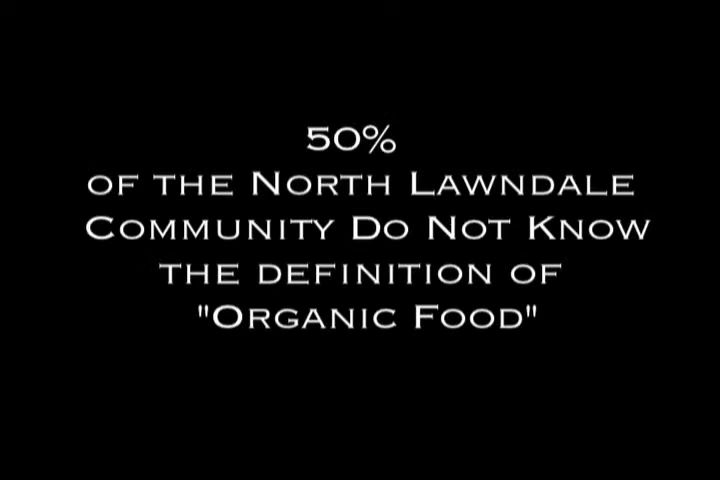 50%
of the North Lawndale
Community Do Not Know
the definition of
"Organic Food"